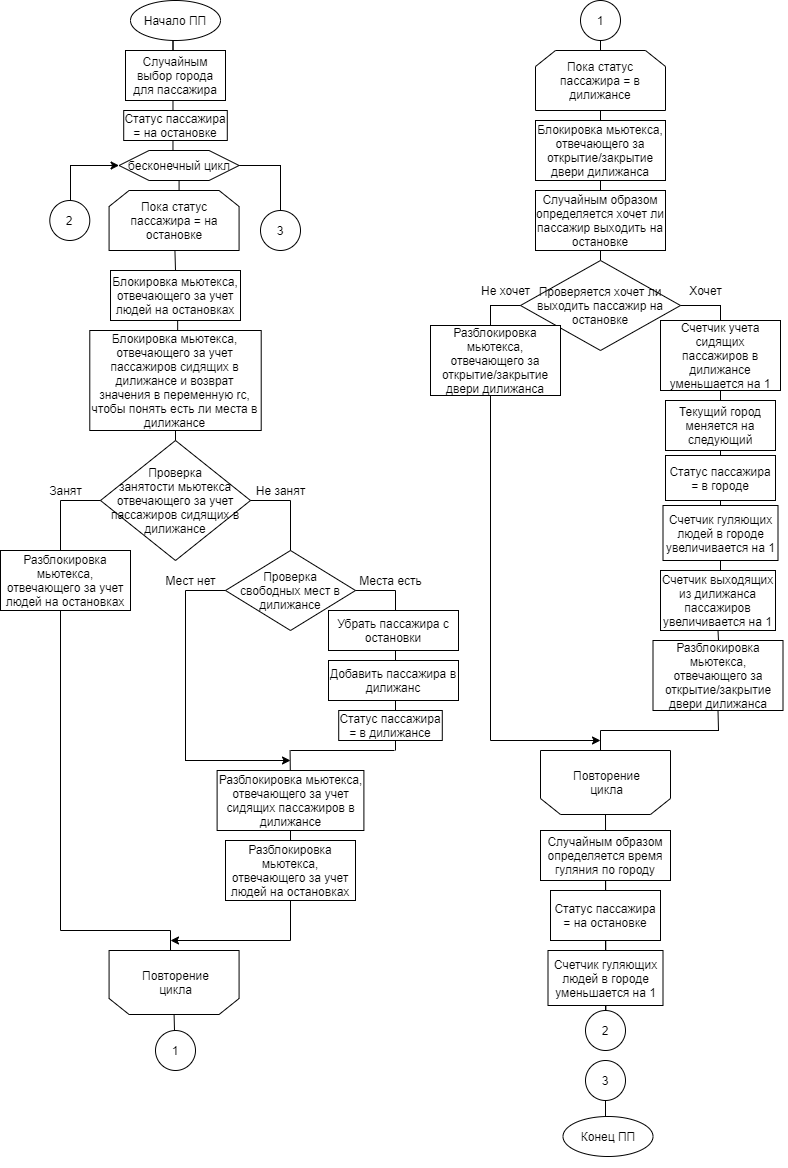 Начало ПП
Случайным
выбор города
для пассажира
Статус пассажира
= на остановке
бесконечный цикл
2
3
Пока статус
пассажира = на
остановке
Блокировка мьютекса,
отвечающего за учет
людей на остановках
Блокировка мьютекса,
отвечающего за учет
пассажиров сидящих в
дилижансе и возврат
значения в переменную rc,
чтобы понять есть ли места в
дилижансе
Проверка
занятости мьютекса
отвечающего за учет
пассажиров сидящих в
дилижансе
Занят
Не занят
Разблокировка
мьютекса,
отвечающего за учет
людей на остановках
Проверка
свободных мест в
дилижансе
Мест нет
Места есть
Убрать пассажира с
остановки
Добавить пассажира в
дилижанс
Статус пассажира
= в дилижансе
Разблокировка мьютекса,
отвечающего за учет
сидящих пассажиров в
дилижансе
Разблокировка
мьютекса,
отвечающего за учет
людей на остановках
Повторение
цикла
1
1
Пока статус
пассажира = в
дилижансе
Блокировка мьютекса,
отвечающего за
открытие/закрытие
двери дилижанса
Случайным образом
определяется хочет ли
пассажир выходить на
остановке
Проверяется хочет ли
выходить пассажир на
остановке
Не хочет
Хочет
Разблокировка
мьютекса,
отвечающего за
открытие/закрытие
двери дилижанса
Счетчик учета
сидящих
пассажиров в
дилижансе
уменьшается на 1
Текущий город
меняется на
следующий
Статус пассажира
= в городе
Счетчик гуляющих
людей в городе
увеличивается на 1
Счетчик выходящих
из дилижанса
пассажиров
увеличивается на 1
Разблокировка
мьютекса,
отвечающего за
открытие/закрытие
двери дилижанса
Повторение
цикла
Случайным образом
определяется время
гуляния по городу
Статус пассажира
= на остановке
Счетчик гуляющих
людей в городе
уменьшается на 1
2
3
Конец ПП